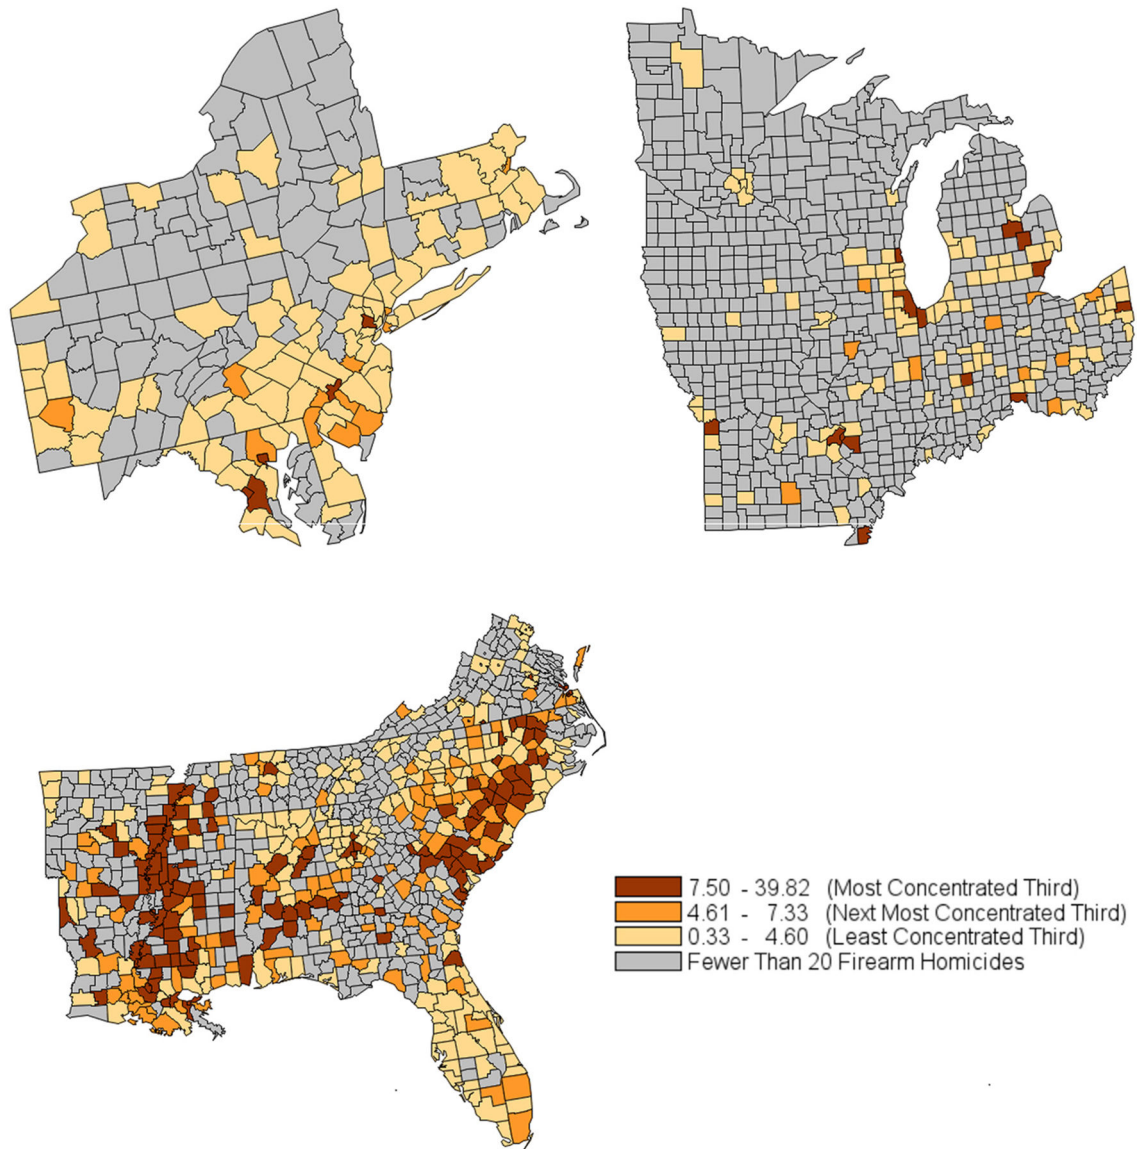 7.50 - 39.82 (Most Concentrated Third)
4.61 - 7.33 (Next Most Concentrated Third)
0.33 - 4.60 (Least Concentrated Third)
Fewer Than 20 Firearm Homicides